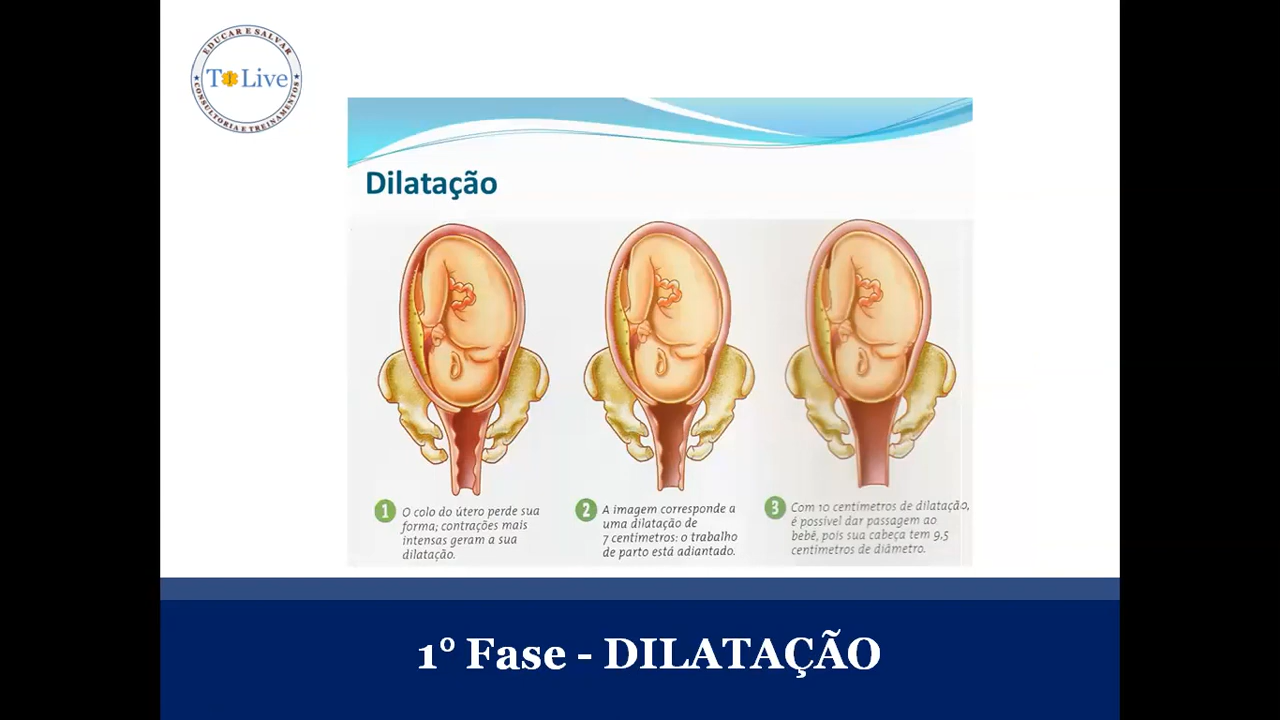 EDUCAR E SALVAR
To Live
CONSULTORIA E TREINAMENTOS
Dilatação
1 O colo do útero perde sua
forma; contrações mais
intensas geram a sua
dilatação.
2 A imagem corresponde a
uma dilatação de
7 centímetros: o trabalho
de parto está adiantado.
3 Com 10 centímetros de dilatação,
é possível dar passagem ao
bebê, pois sua cabeça tem 9,5
centímetros de diâmetro.
1° Fase - DILATAÇÃO